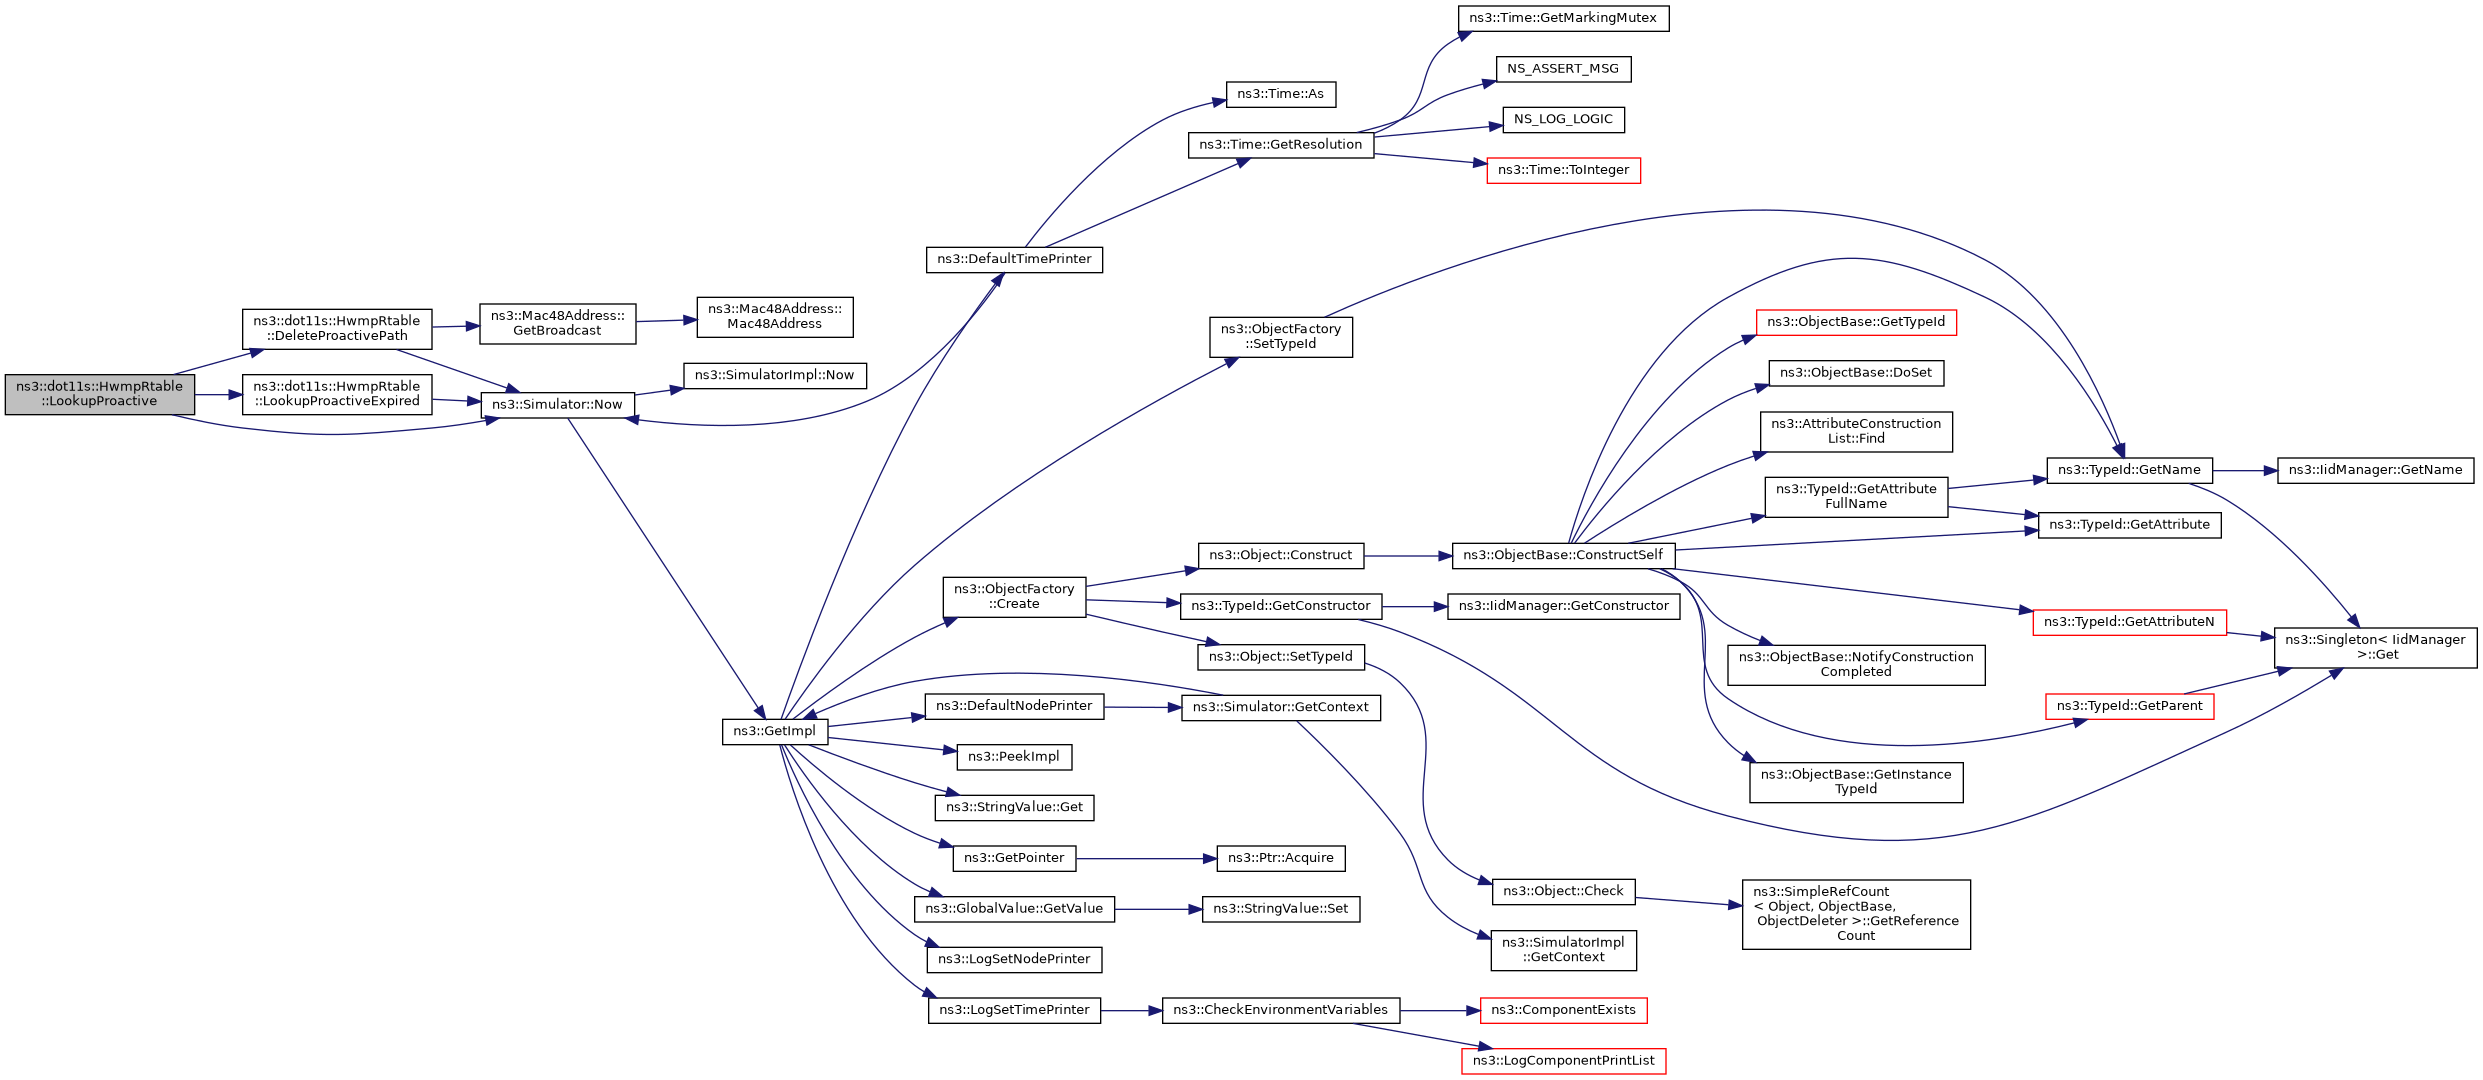 ns3::dot11s::HwmpRtable
::LookupProactive
ns3::dot11s::HwmpRtable
::DeleteProactivePath
ns3::dot11s::HwmpRtable
::LookupProactiveExpired
ns3::Mac48Address::
GetBroadcast
ns3::Simulator::Now
ns3::Mac48Address::
Mac48Address
ns3::SimulatorImpl::Now
ns3::GetImpl
ns3::DefaultTimePrinter
ns3::ObjectFactory
::Create
ns3::DefaultNodePrinter
ns3::PeekImpl
ns3::StringValue::Get
ns3::GetPointer
ns3::GlobalValue::GetValue
ns3::LogSetNodePrinter
ns3::LogSetTimePrinter
ns3::Time::As
ns3::Time::GetResolution
ns3::ObjectFactory
::SetTypeId
ns3::Object::Construct
ns3::TypeId::GetConstructor
ns3::Object::SetTypeId
ns3::Simulator::GetContext
ns3::Ptr::Acquire
ns3::StringValue::Set
ns3::CheckEnvironmentVariables
ns3::Time::GetMarkingMutex
NS_ASSERT_MSG
NS_LOG_LOGIC
ns3::Time::ToInteger
ns3::ObjectBase::ConstructSelf
ns3::IidManager::GetConstructor
ns3::Object::Check
ns3::SimulatorImpl
::GetContext
ns3::ComponentExists
ns3::LogComponentPrintList
ns3::ObjectBase::GetTypeId
ns3::ObjectBase::DoSet
ns3::AttributeConstruction
List::Find
ns3::TypeId::GetAttribute
FullName
ns3::ObjectBase::NotifyConstruction
Completed
ns3::ObjectBase::GetInstance
TypeId
ns3::SimpleRefCount
< Object, ObjectBase,
ObjectDeleter >::GetReference
Count
ns3::TypeId::GetName
ns3::TypeId::GetAttribute
ns3::TypeId::GetAttributeN
ns3::TypeId::GetParent
ns3::IidManager::GetName
ns3::Singleton< IidManager
>::Get